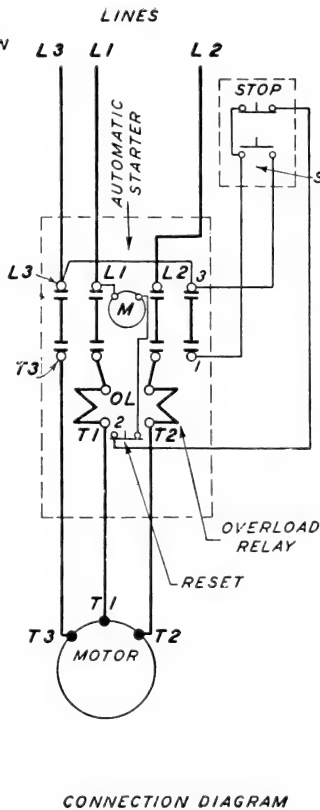 LINES
N
L3 L1 L2
STOP
AUTOMATIC
STARTER
S
L3 L1 L2 3
M
T3 1
OL
T1 2 T2
OVERLOAD
RELAY
RESET
T1
T3 T2
MOTOR
CONNECTION DIAGRAM